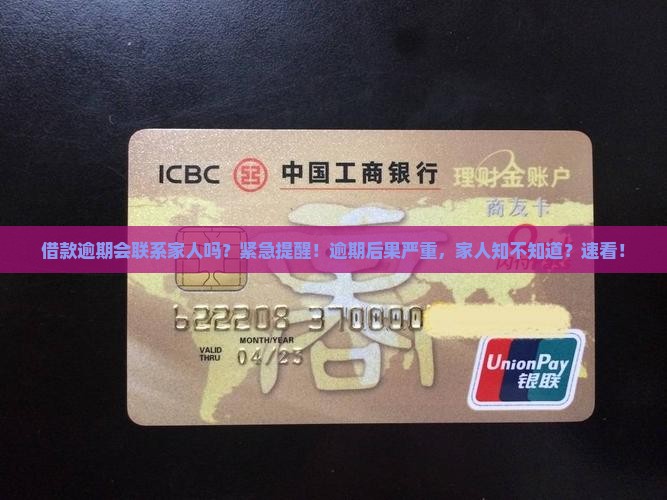 ICBC 中国工商银行 理财金账户
商友卡
借款逾期会联系家人吗？紧急提醒！逾期后果严重，家人知不知道？速看！
商
622208 370000
MONTH/YEAR
VALID THRU 04/23
UnionPay
银联